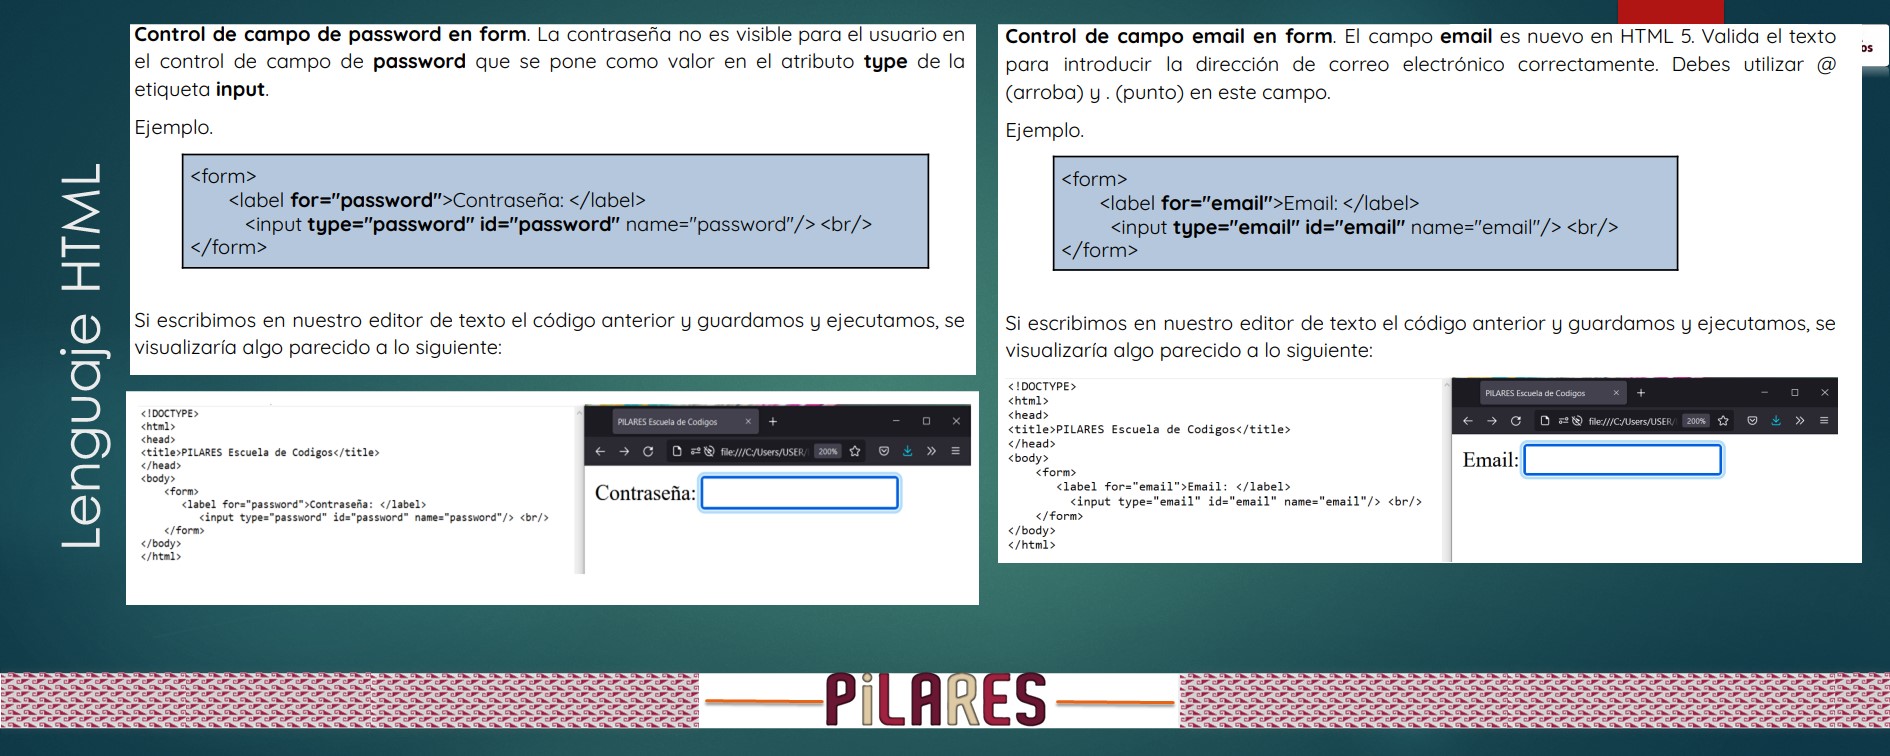 Lenguaje HTML
Control de campo de password en form. La contraseña no es visible para el usuario en
el control de campo de password que se pone como valor en el atributo type de la
etiqueta input.
Ejemplo.
<form>
<label for="password">Contraseña: </label>
<input type="password" id="password" name="password"/> <br/>
</form>
Si escribimos en nuestro editor de texto el código anterior y guardamos y ejecutamos, se
visualizaría algo parecido a lo siguiente:
<!DOCTYPE>
<html>
<head>
<title>PILARES Escuela de Codigos</title>
</head>
<body>
<form>
<label for="password">Contraseña: </label>
<input type="password" id="password" name="password"/> <br/>
</form>
</body>
</html>
PILARES Escuela de Codigos
file:///C:/Users/USER/
200%
Contraseña:
Control de campo email en form. El campo email es nuevo en HTML 5. Valida el texto
para introducir la dirección de correo electrónico correctamente. Debes utilizar @
(arroba) y . (punto) en este campo.
Ejemplo.
<form>
<label for="email">Email: </label>
<input type="email" id="email" name="email"/> <br/>
</form>
Si escribimos en nuestro editor de texto el código anterior y guardamos y ejecutamos, se
visualizaría algo parecido a lo siguiente:
<!DOCTYPE>
<html>
<head>
<title>PILARES Escuela de Codigos</title>
</head>
<body>
<form>
<label for="email">Email: </label>
<input type="email" id="email" name="email"/> <br/>
</form>
</body>
</html>
PILARES Escuela de Codigos
file:///C:/Users/USER/
200%
Email:
PiLARES